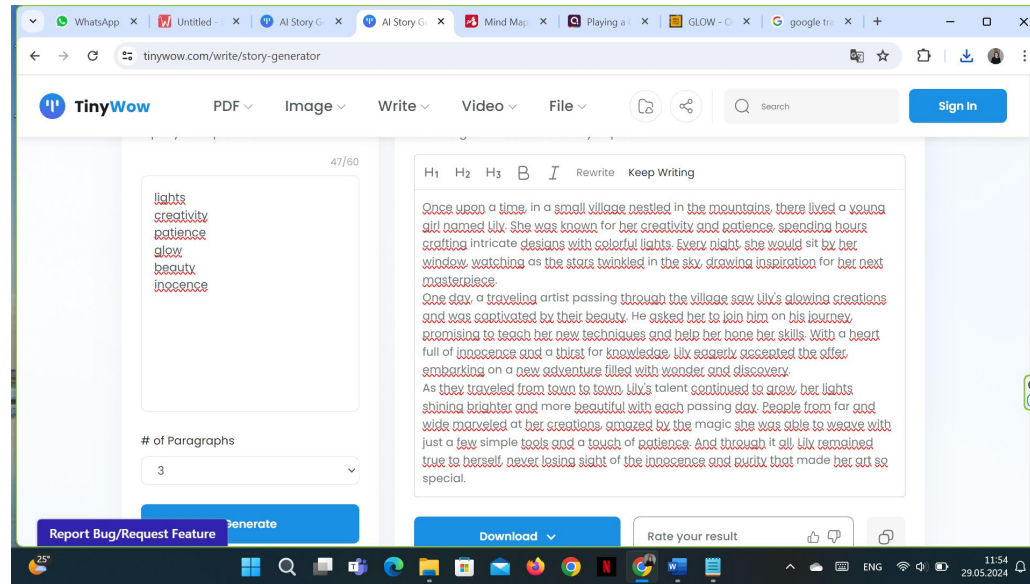 WhatsApp
Untitled -
AI Story G
AI Story G
Mind Map
Playing a
GLOW - O
google tra
tinywow.com/write/story-generator
TinyWow
PDF
Image
Write
Video
File
Search
Sign In
47/60
lights
creativity
patience
glow
beauty
inocence
# of Paragraphs
3
Generate
Report Bug/Request Feature
H1 H2 H3 B I Rewrite Keep Writing
Once upon a time, in a small village nestled in the mountains, there lived a young
girl named Lily. She was known for her creativity and patience, spending hours
crafting intricate designs with colorful lights. Every night, she would sit by her
window, watching as the stars twinkled in the sky, drawing inspiration for her next
masterpiece.
One day, a traveling artist passing through the village saw Lily's glowing creations
and was captivated by their beauty. He asked her to join him on his journey,
promising to teach her new techniques and help her hone her skills. With a heart
full of innocence and a thirst for knowledge, Lily eagerly accepted the offer,
embarking on a new adventure filled with wonder and discovery.
As they traveled from town to town, Lily's talent continued to grow, her lights
shining brighter and more beautiful with each passing day. People from far and
wide marveled at her creations, amazed by the magic she was able to weave with
just a few simple tools and a touch of patience. And through it all, Lily remained
true to herself, never losing sight of the innocence and purity that made her art so
special.
Download
Rate your result
25°
ENG
11:54
29.05.2024